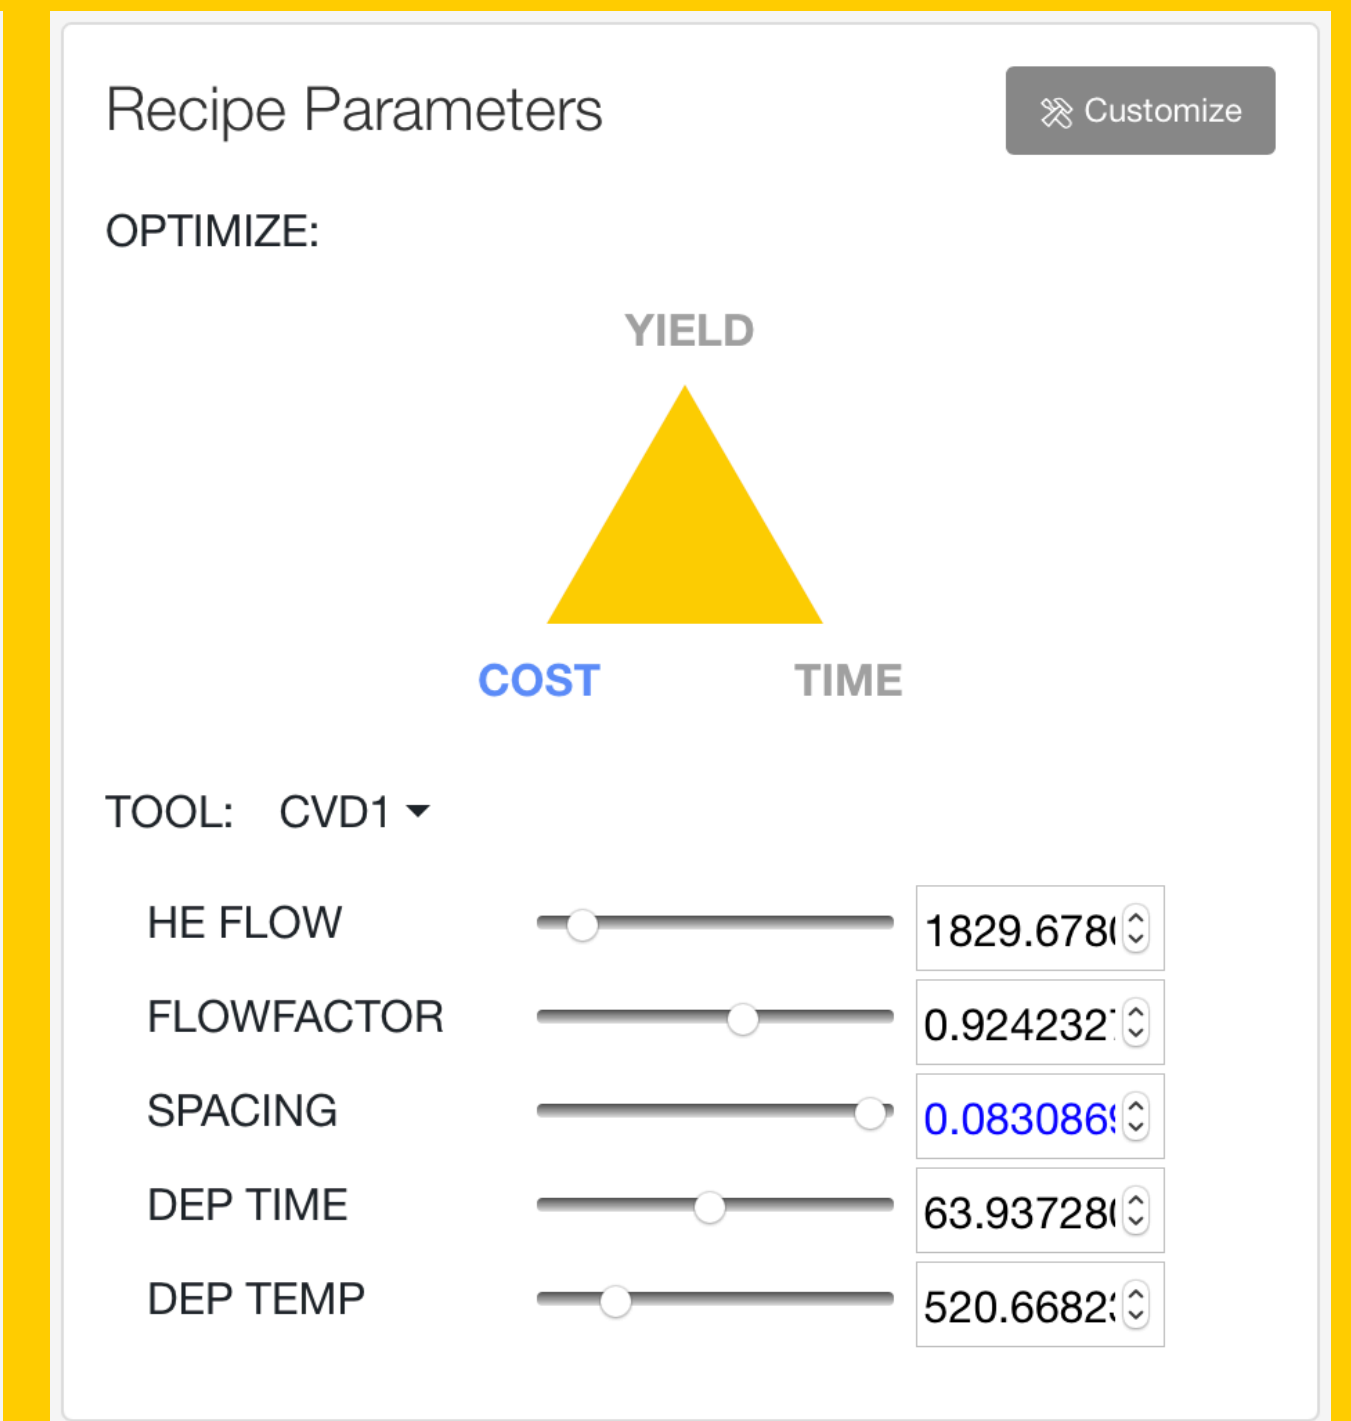 Recipe Parameters
Customize
OPTIMIZE:
YIELD
COST TIME
TOOL: CVD1
HE FLOW 1829.678
FLOWFACTOR 0.924232
SPACING 0.083086
DEP TIME 63.93728
DEP TEMP 520.6682